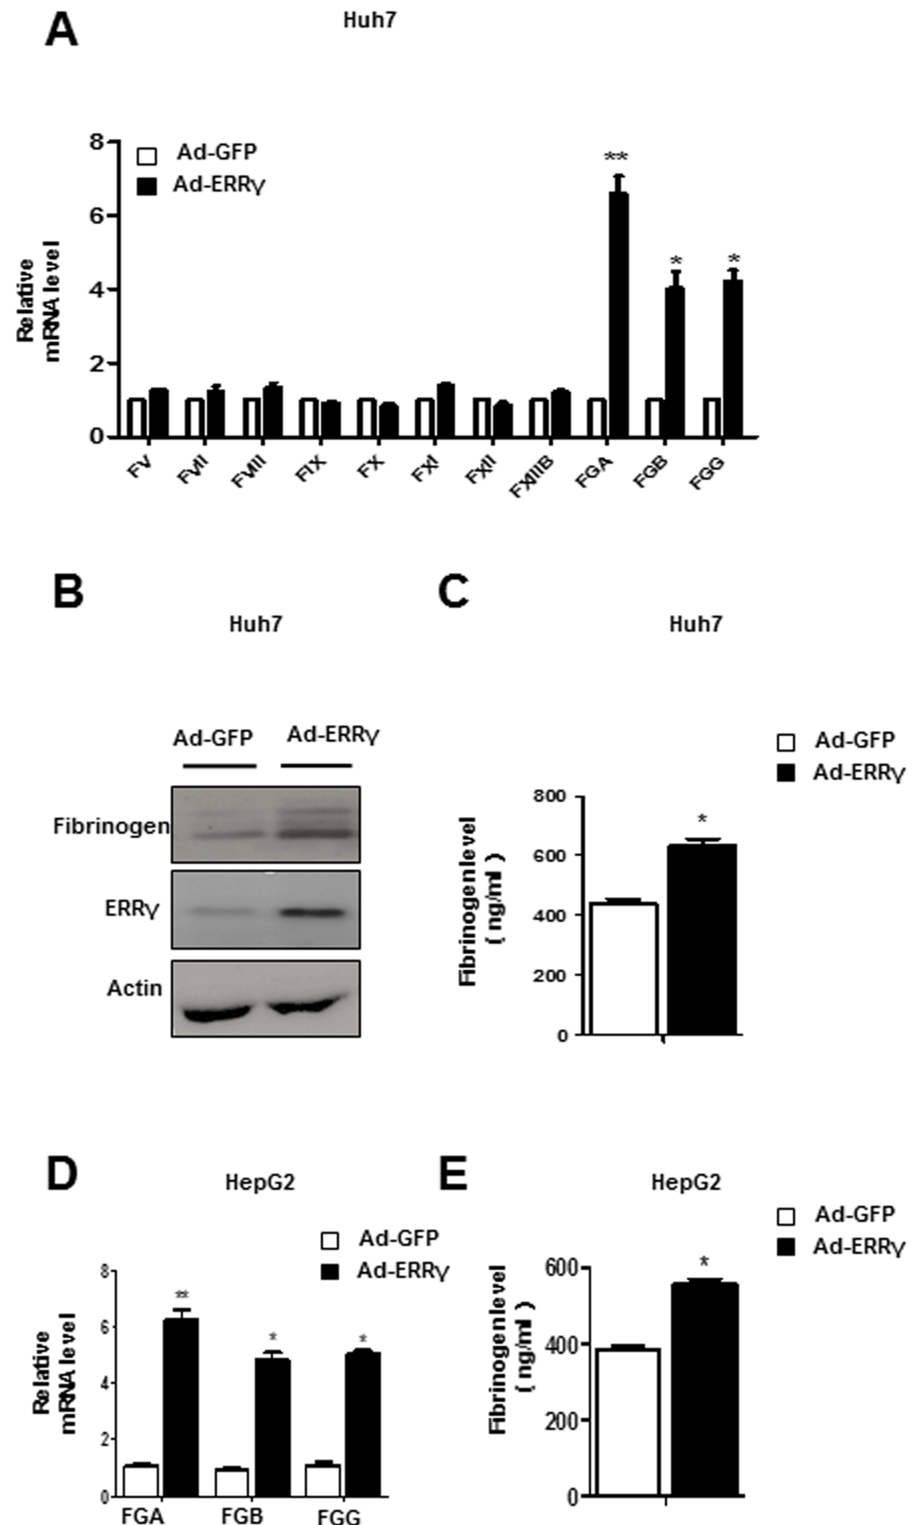 A
Huh7
Ad-GFP
Ad-ERRγ
Relative
mRNA level
8
6
4
2
0
**
*
*
FV
FVII
FVIII
FIX
FX
FXI
FXII
FXIIIB
FGA
FGB
FGG
B
Huh7
Ad-GFP
Ad-ERRγ
Fibrinogen
ERRγ
Actin
C
Huh7
Ad-GFP
Ad-ERRγ
Fibrinogen level
( ng/ml )
800
600
400
200
0
*
D
HepG2
Ad-GFP
Ad-ERRγ
Relative
mRNA level
8
6
4
2
0
**
*
*
FGA
FGB
FGG
E
HepG2
Ad-GFP
Ad-ERRγ
Fibrinogen level
( ng/ml )
600
400
200
0
*